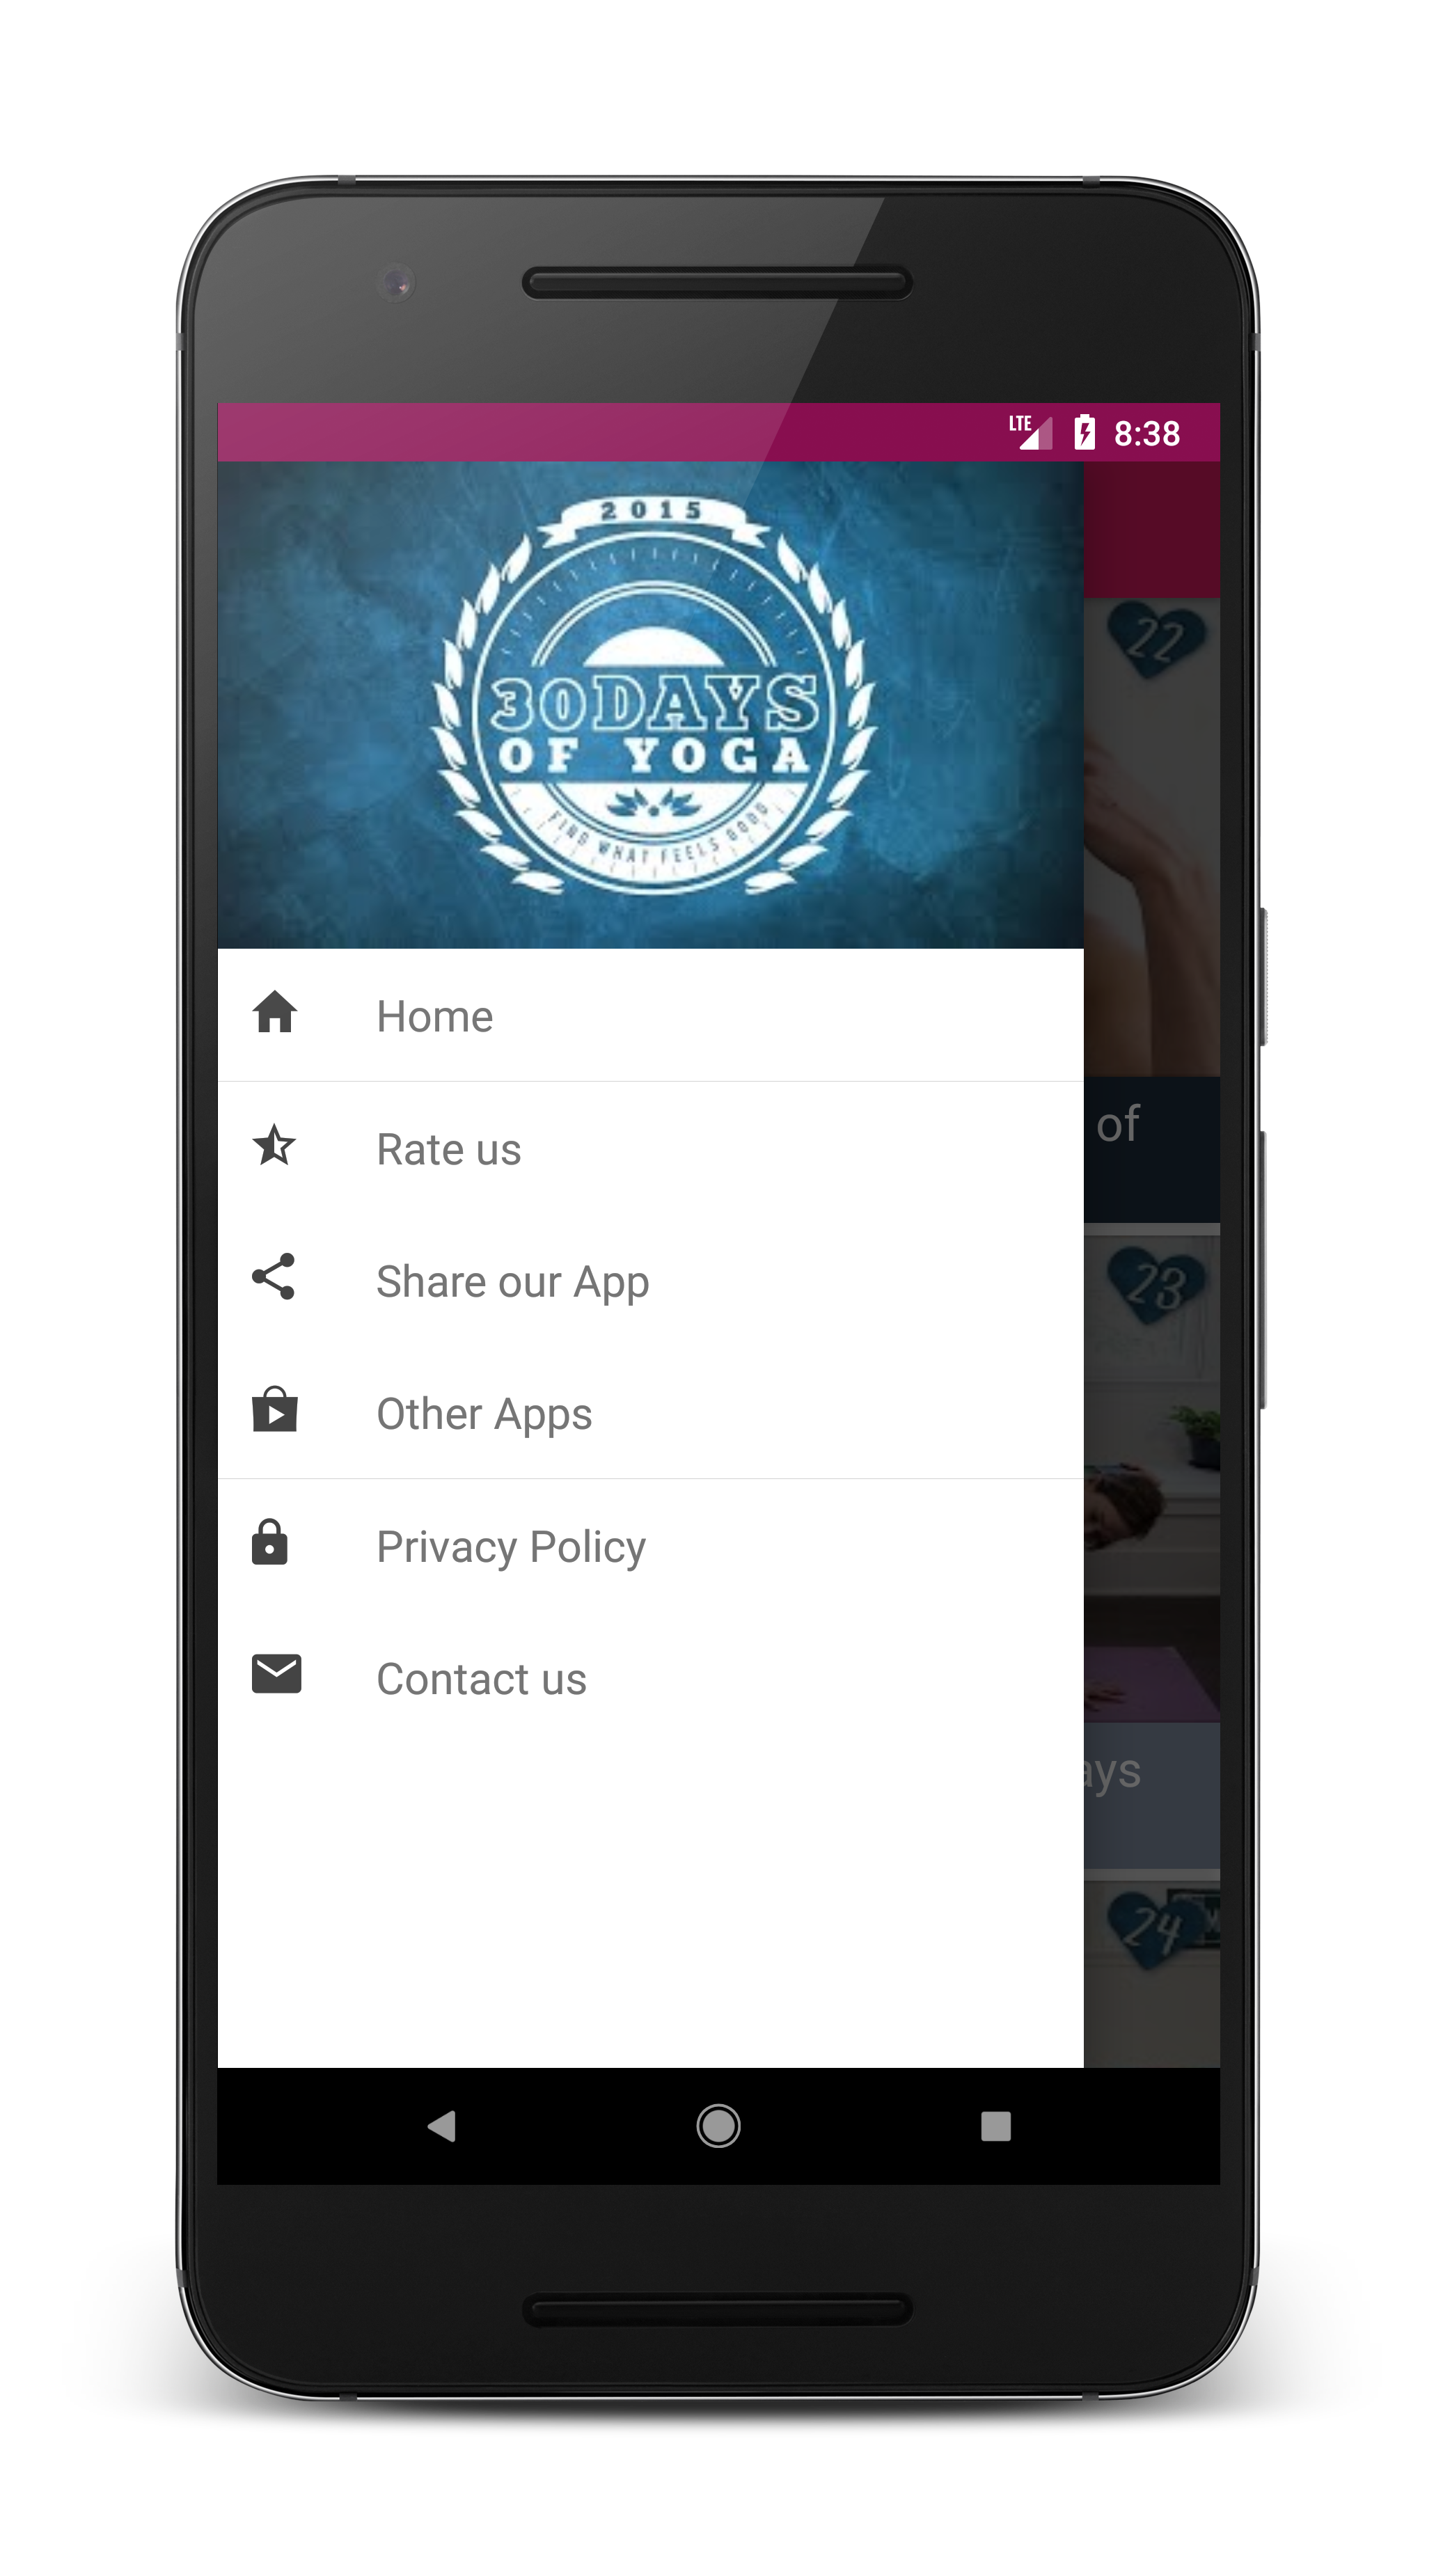 LTE 8:38
2015
30DAYS
OF YOGA
FIND WHAT FEELS GOOD
22
Home
of
Rate us
23
Share our App
Other Apps
Privacy Policy
Contact us
ays
24